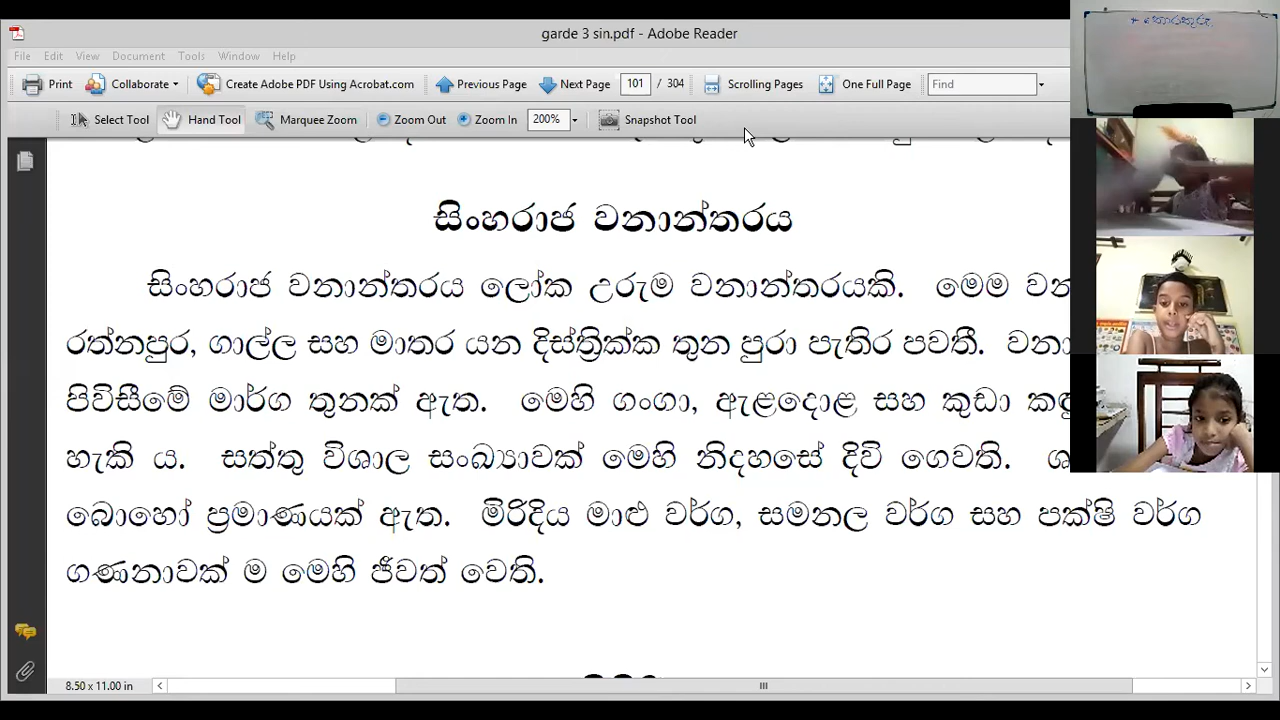 garde 3 sin.pdf - Adobe Reader
File Edit View Document Tools Window Help
Print Collaborate Create Adobe PDF Using Acrobat.com Previous Page Next Page 101 / 304 Scrolling Pages One Full Page Find
Select Tool Hand Tool Marquee Zoom Zoom Out Zoom In 200% Snapshot Tool
සිංහරාජ වනාන්තරය
සිංහරාජ වනාන්තරය ලෝක උරුම වනාන්තරයකි. මෙම
රත්නපුර, ගාල්ල සහ මාතර යන දිස්ත්‍රික්ක තුන පුරා පැතිර පවතී.
පිවිසීමේ මාර්ග තුනක් ඇත. මෙහි ගංගා, ඇළදොළ සහ කුඩා
හැකි ය. සත්තු විශාල සංඛ්‍යාවක් මෙහි නිදහසේ දිවි ගෙවති.
බොහෝ ප්‍රමාණයක් ඇත. මිරිදිය මාළු වර්ග, සමනල වර්ග සහ පක්ෂි වර්ග
ගණනාවක් ම මෙහි ජීවත් වෙති.
8.50 x 11.00 in